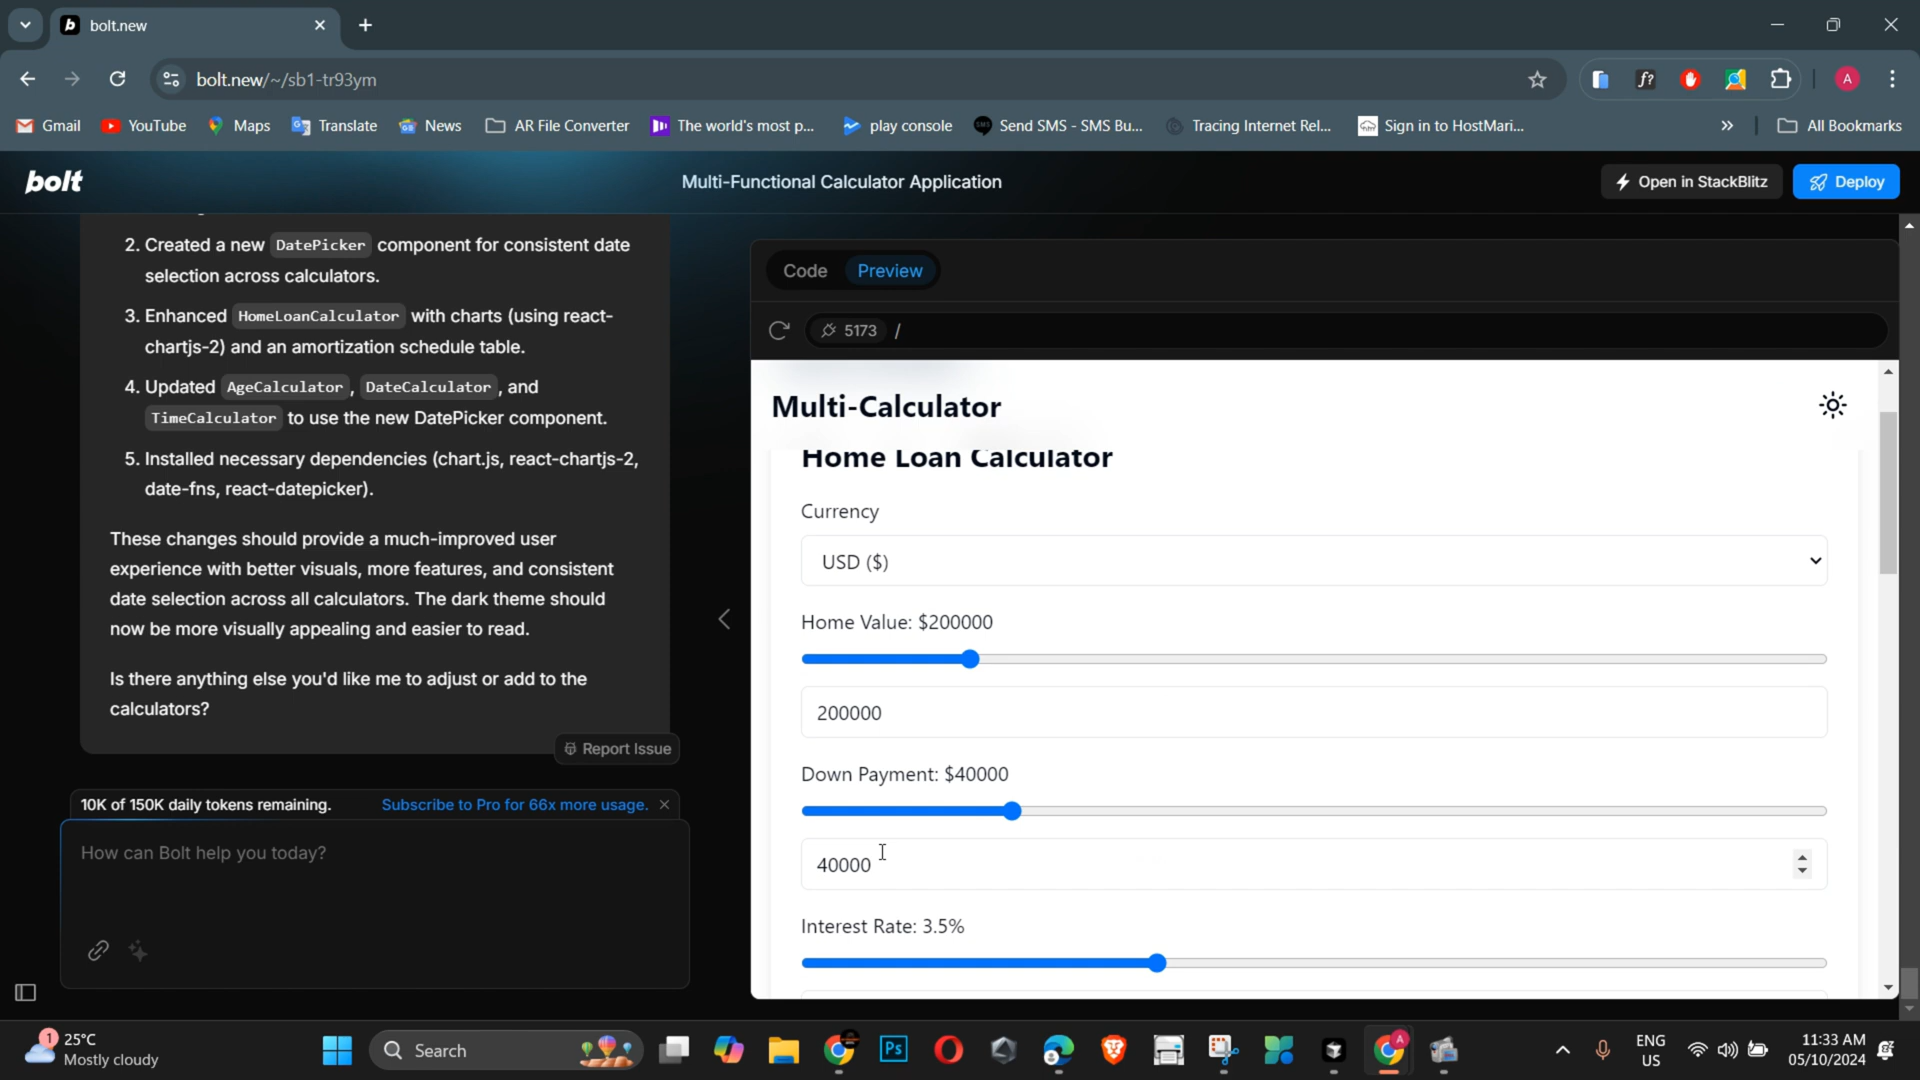 bolt.new
bolt.new/~/sb1-tr93ym
Gmail YouTube Maps Translate News AR File Converter The world's most p... play console Send SMS - SMS Bu... Tracing Internet Rel... Sign in to HostMari... All Bookmarks
bolt
Multi-Functional Calculator Application
Open in StackBlitz
Deploy
2. Created a new DatePicker component for consistent date
selection across calculators.
3. Enhanced HomeLoanCalculator with charts (using react-
chartjs-2) and an amortization schedule table.
4. Updated AgeCalculator, DateCalculator, and
TimeCalculator to use the new DatePicker component.
5. Installed necessary dependencies (chart.js, react-chartjs-2,
date-fns, react-datepicker).
These changes should provide a much-improved user
experience with better visuals, more features, and consistent
date selection across all calculators. The dark theme should
now be more visually appealing and easier to read.
Is there anything else you'd like me to adjust or add to the
calculators?
Report Issue
10K of 150K daily tokens remaining. Subscribe to Pro for 66x more usage.
How can Bolt help you today?
Code Preview
5173 /
Multi-Calculator
Home Loan Calculator
Currency
USD ($)
Home Value: $200000
200000
Down Payment: $40000
40000
Interest Rate: 3.5%
1
25°C
Mostly cloudy
Search
Ps
ENG
US
11:33 AM
05/10/2024